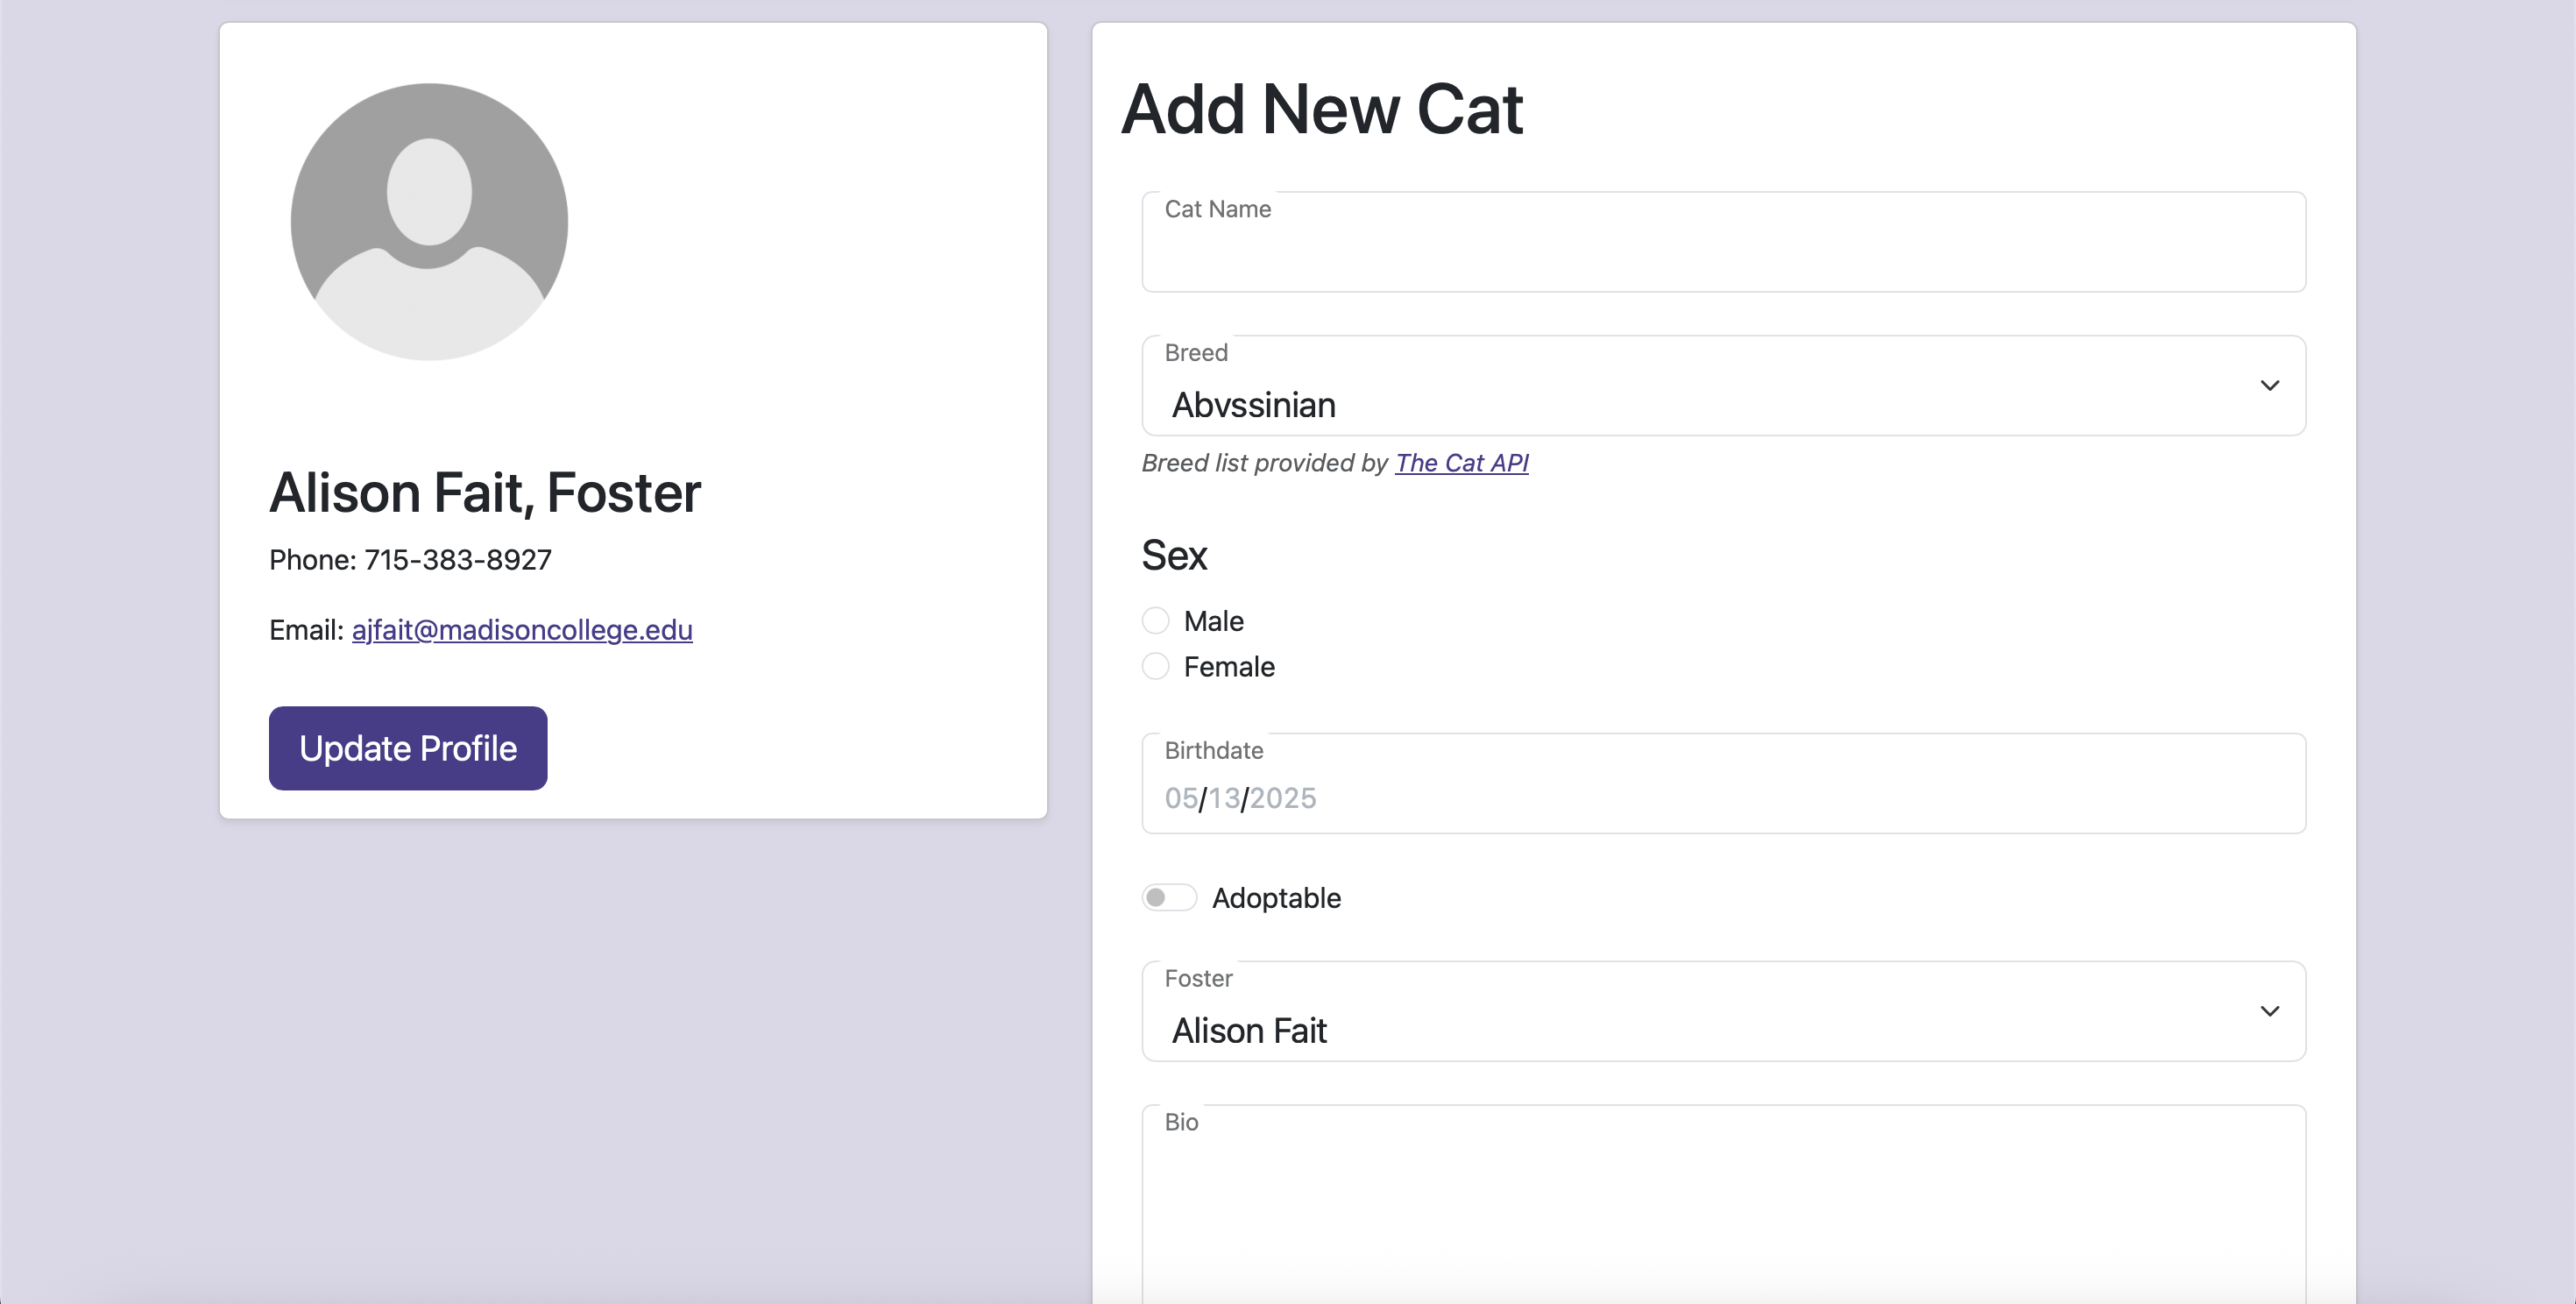 Alison Fait, Foster
Phone: 715-383-8927
Email: ajfait@madisoncollege.edu
Update Profile
Add New Cat
Cat Name
Breed
Abyssinian
Breed list provided by The Cat API
Sex
Male
Female
Birthdate
05/13/2025
Adoptable
Foster
Alison Fait
Bio